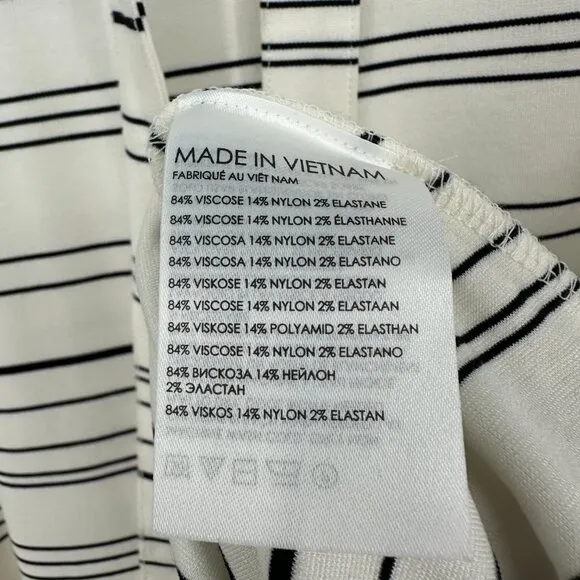 MADE IN VIETNAM
FABRIQUÉ AU VIÊT NAM
84% VISCOSE 14% NYLON 2% ELASTANE
84% VISCOSE 14% NYLON 2% ÉLASTHANNE
84% VISCOSA 14% NYLON 2% ELASTANE
84% VISCOSA 14% NYLON 2% ELASTANO
84% VISKOSE 14% NYLON 2% ELASTAN
84% VISCOSE 14% NYLON 2% ELASTAAN
84% VISKOSE 14% POLYAMID 2% ELASTHAN
84% VISCOSE 14% NYLON 2% ELASTANO
84% ВИСКОЗА 14% НЕЙЛОН
2% ЭЛАСТАН
84% VISKOS 14% NYLON 2% ELASTAN